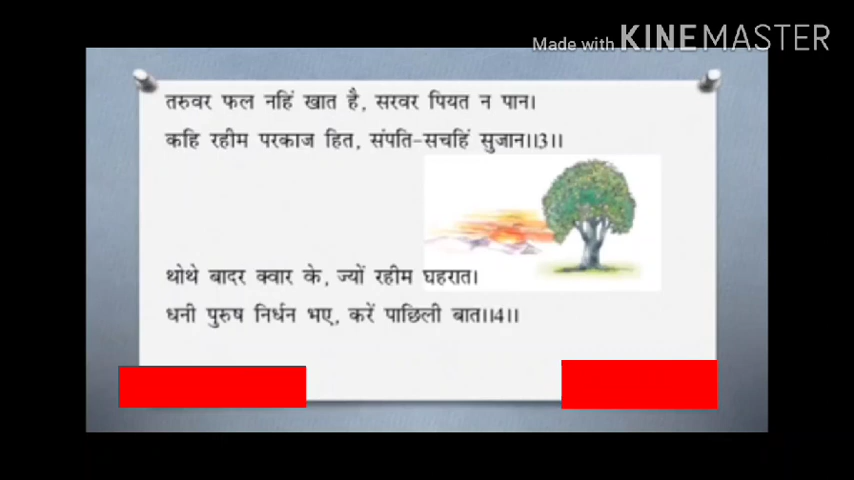 Made with KINEMASTER
तरुवर फल नहिं खात है, सरवर पियत न पान।
कहि रहीम परकाज हित, संपति-सचहिं सुजान।।3।।
थोथे बादर क्वार के, ज्यों रहीम घहरात।
धनी पुरुष निर्धन भए, करें पाछिली बात।।4।।